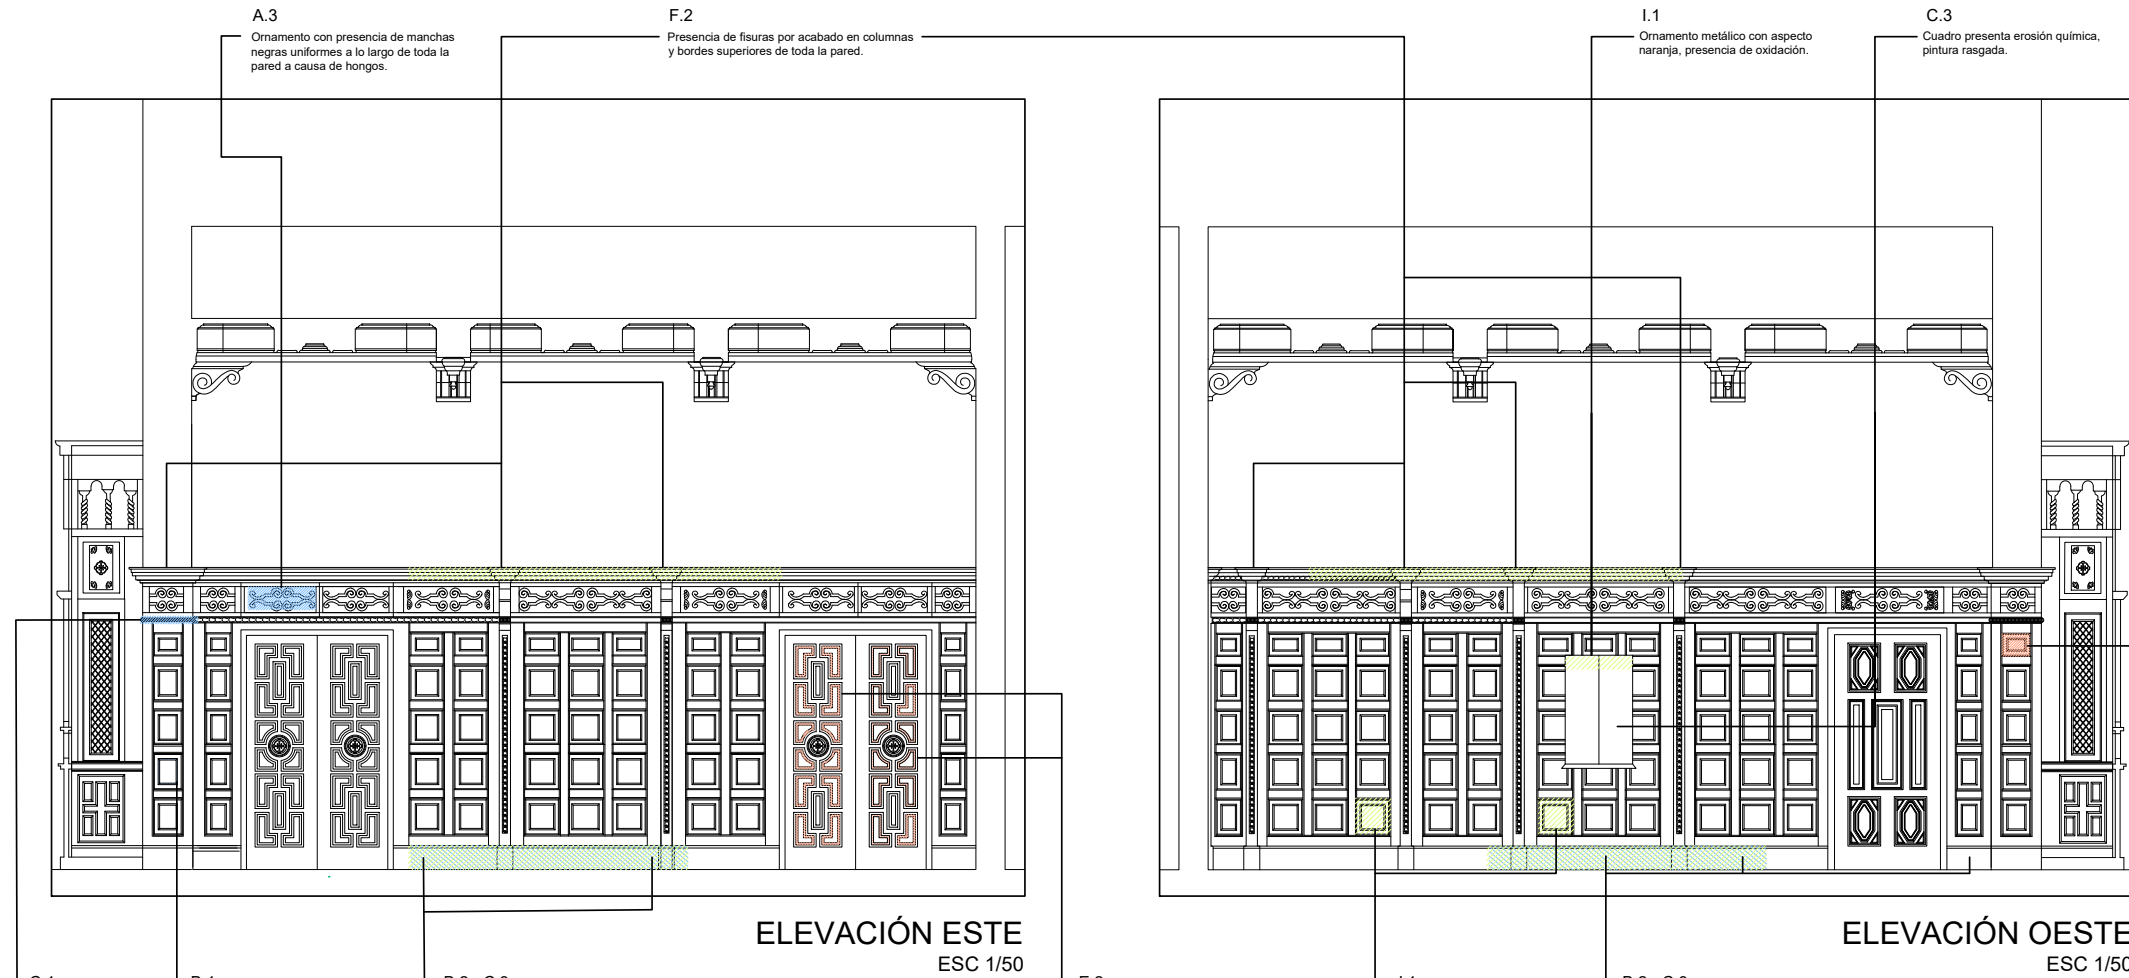 A.3
Ornamento con presencia de manchas
negras uniformes a lo largo de toda la
pared a causa de hongos.
F.2
Presencia de fisuras por acabado en columnas
y bordes superiores de toda la pared.
I.1
Ornamento metálico con aspecto
naranja, presencia de oxidación.
C.3
Cuadro presenta erosión química,
pintura rasgada.
ELEVACIÓN ESTE
ESC 1/50
ELEVACIÓN OESTE
ESC 1/50